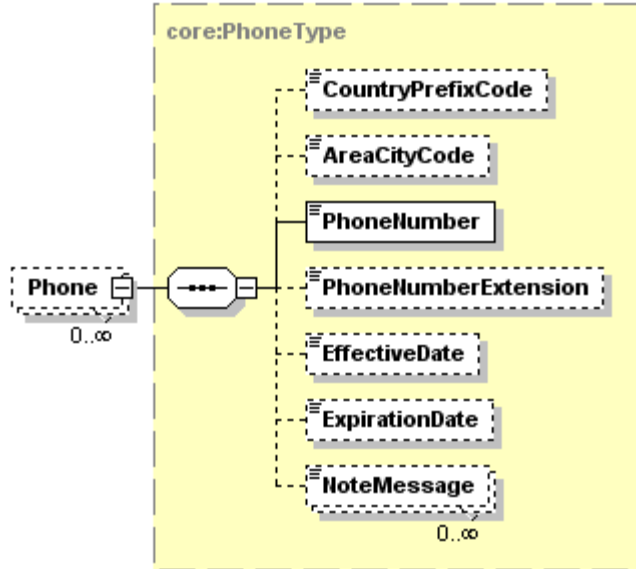 core:PhoneType
CountryPrefixCode
AreaCityCode
PhoneNumber
Phone
0..∞
PhoneNumberExtension
EffectiveDate
ExpirationDate
NoteMessage
0..∞